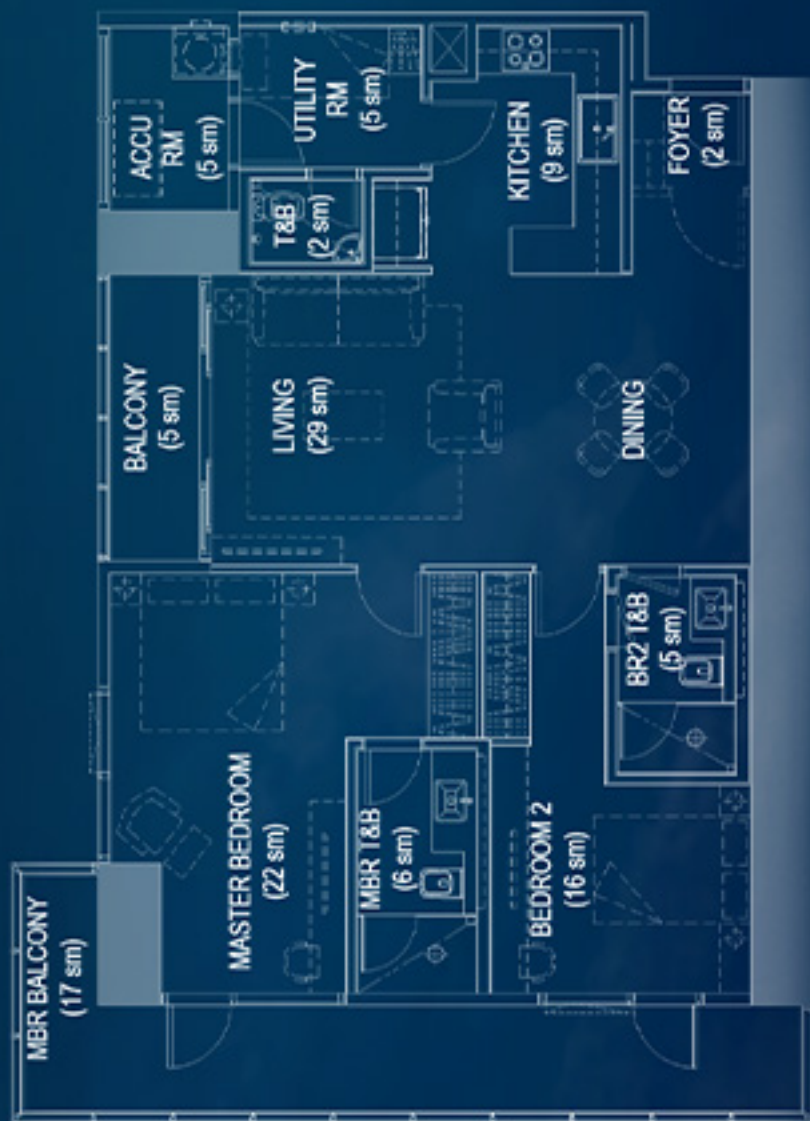 MBR BALCONY
(17 sm)
MASTER BEDROOM
(22 sm)
MBR T&B
(6 sm)
BEDROOM 2
(16 sm)
BR2 T&B
(5 sm)
BALCONY
(5 sm)
LIVING
(29 sm)
DINING
ACCU
RM
(5 sm)
T&B
(2 sm)
UTILITY
RM
(5 sm)
KITCHEN
(9 sm)
FOYER
(2 sm)